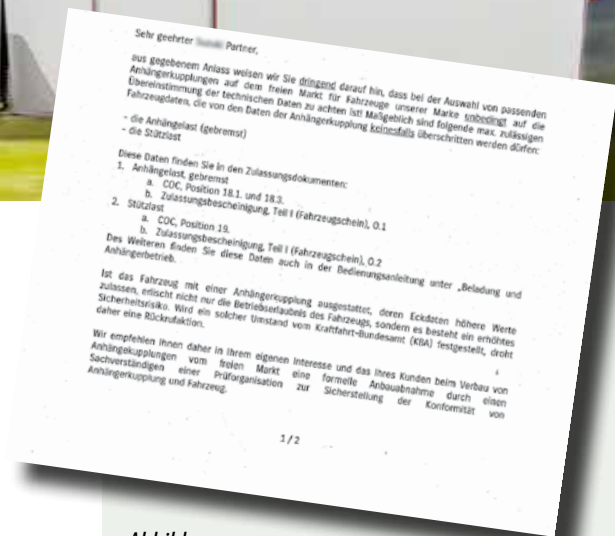 Sehr geehrter Partner,
aus gegebenem Anlass weisen wir Sie dringend darauf hin, dass bei der Auswahl von passenden
Anhängerkupplungen auf dem freien Markt für Fahrzeuge unserer Marke unbedingt auf die
Übereinstimmung der technischen Daten zu achten ist! Maßgeblich sind folgende max. zulässigen
Fahrzeugdaten, die von den Daten der Anhängerkupplung keinesfalls überschritten werden dürfen:
- die Anhängelast (gebremst)
- die Stützlast
Diese Daten finden Sie in den Zulassungsdokumenten:
1. Anhängelast, gebremst
a. COC, Position 18.1. und 18.3.
b. Zulassungsbescheinigung, Teil I (Fahrzeugschein), O.1
2. Stützlast
a. COC, Position 19.
b. Zulassungsbescheinigung, Teil I (Fahrzeugschein), O.2
Des Weiteren finden Sie diese Daten auch in der Bedienungsanleitung unter „Beladung und
Anhängerbetrieb.
Ist das Fahrzeug mit einer Anhängerkupplung ausgestattet, deren Eckdaten höhere Werte
zulassen, erlischt nicht nur die Betriebserlaubnis des Fahrzeugs, sondern es besteht ein erhöhtes
Sicherheitsrisiko. Wird ein solcher Umstand vom Kraftfahrt-Bundesamt (KBA) festgestellt, droht
daher eine Rückrufaktion.
Wir empfehlen Ihnen daher in Ihrem eigenen Interesse und das Ihres Kunden beim Verbau von
Anhängekupplungen vom freien Markt eine formelle Anbauabnahme durch einen
Sachverständigen einer Prüforganisation zur Sicherstellung der Konformität von
Anhängerkupplung und Fahrzeug.
1 / 2